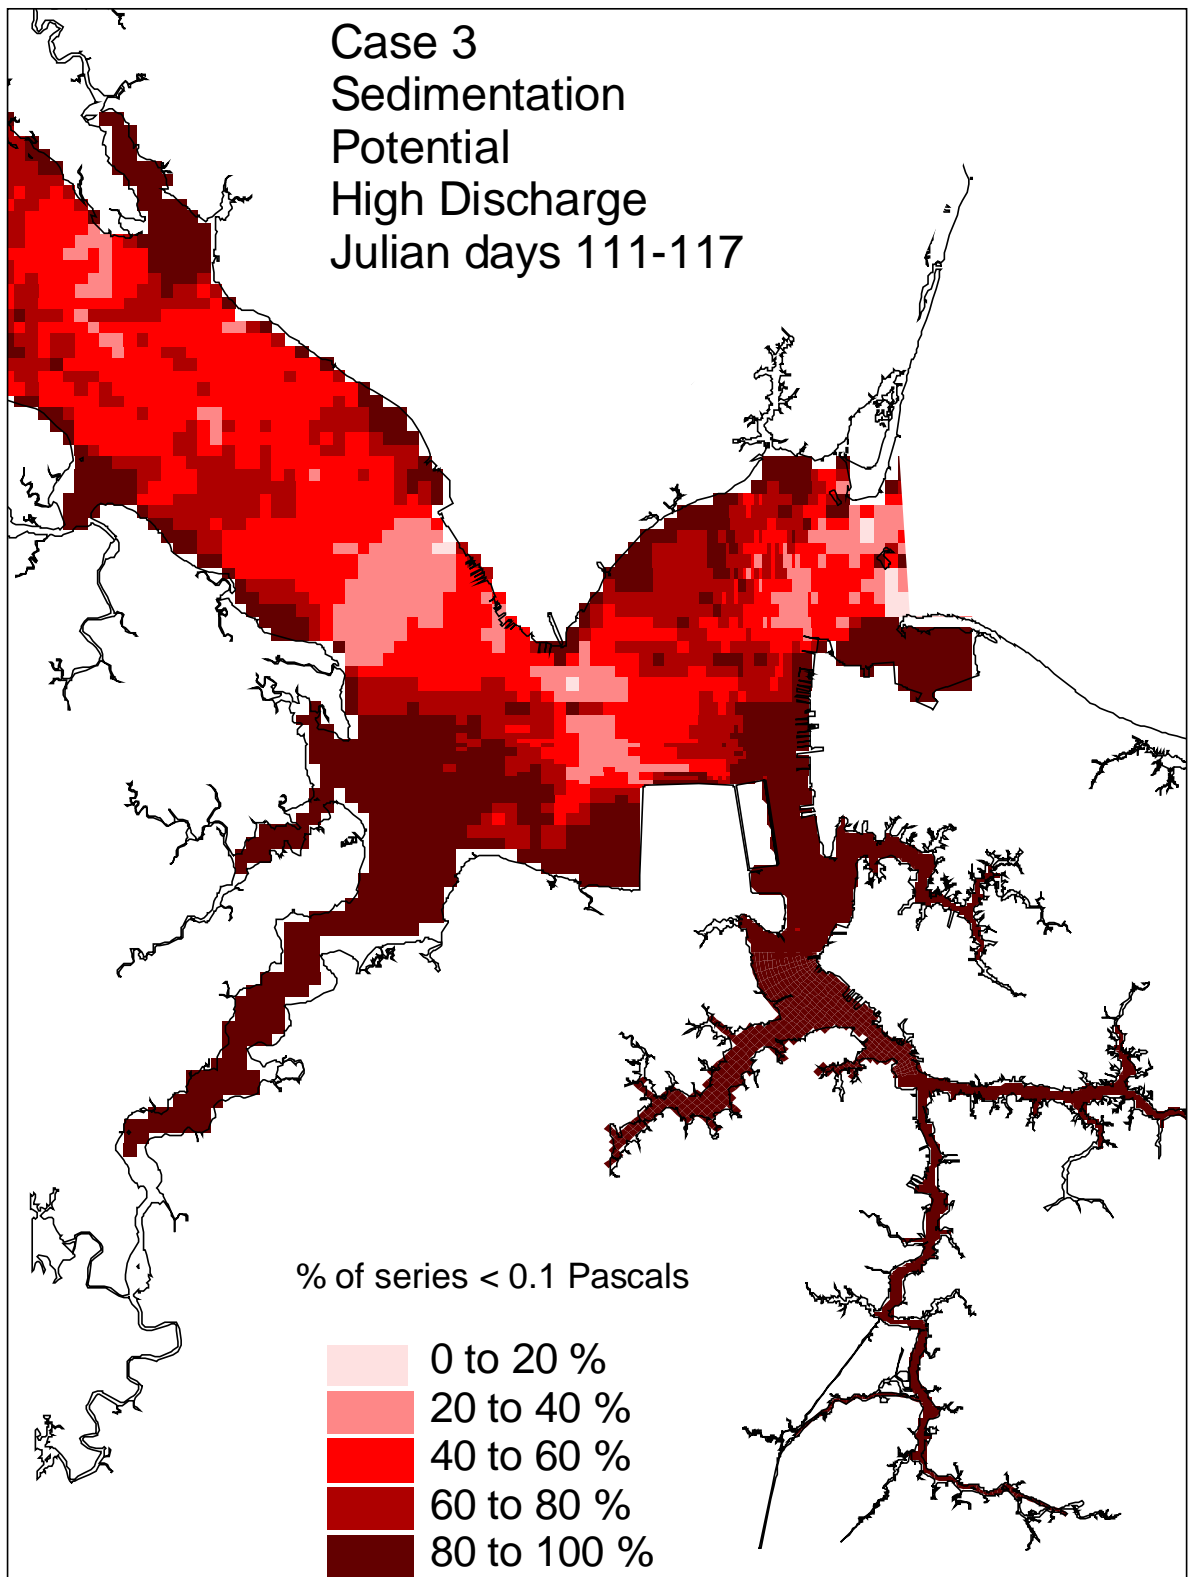 Case 3
Sedimentation
Potential
High Discharge
Julian days 111-117
% of series < 0.1 Pascals
0 to 20 %
20 to 40 %
40 to 60 %
60 to 80 %
80 to 100 %